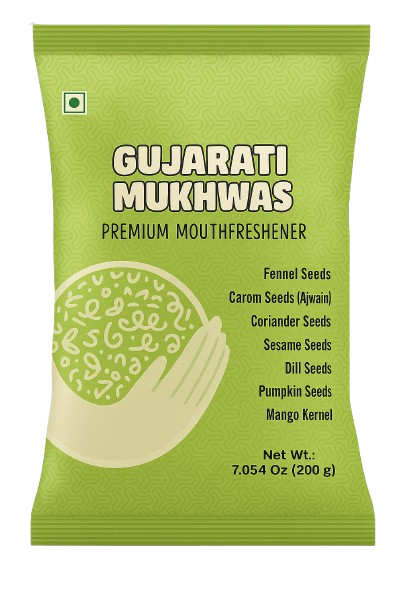 GUJARATI
MUKHWAS
PREMIUM MOUTHFRESHENER
Fennel Seeds
Carom Seeds (Ajwain)
Coriander Seeds
Sesame Seeds
Dill Seeds
Pumpkin Seeds
Mango Kernel
Net Wt.:
7.054 Oz (200 g)